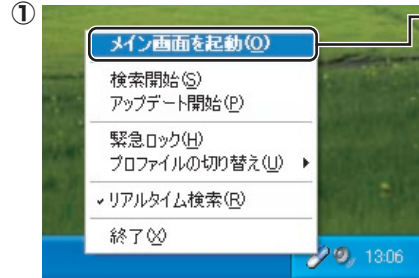 ①
メイン画面を起動(O)
検索開始(S)
アップデート開始(P)
緊急ロック(H)
プロファイルの切り替え(U)
リアルタイム検索(R)
終了(X)
13:06